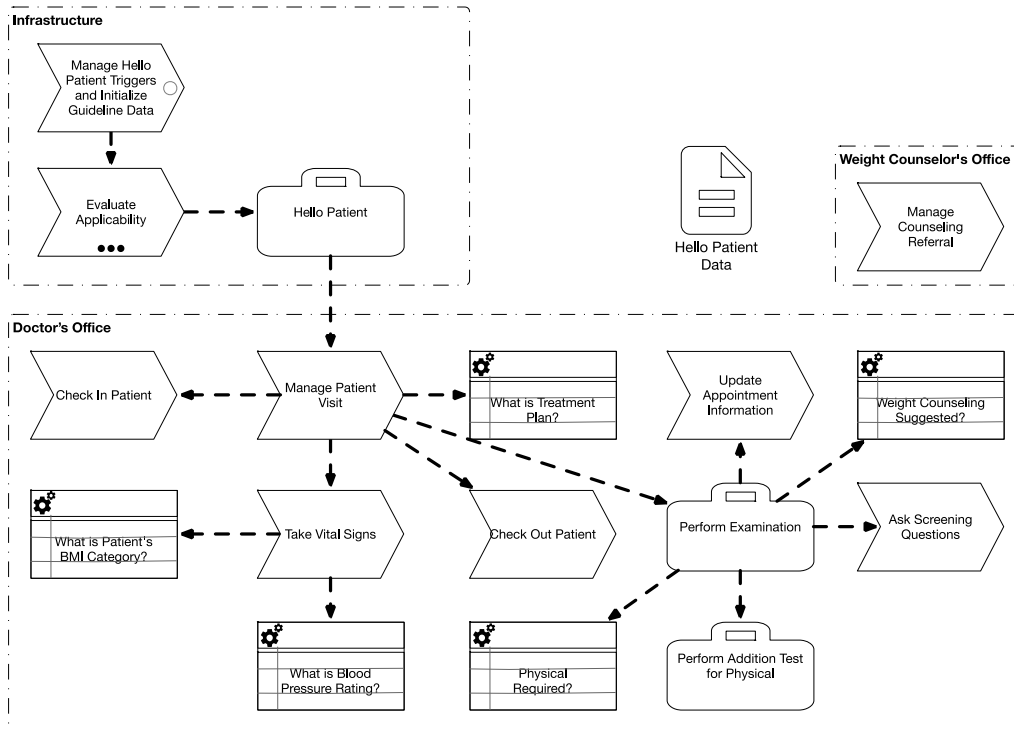 Infrastructure
Manage Hello
Patient Triggers
and Initialize
Guideline Data
Evaluate
Applicability
Hello Patient
Hello Patient
Data
Weight Counselor's Office
Manage
Counseling
Referral
Doctor's Office
Check In Patient
Manage Patient
Visit
What is Treatment
Plan?
Update
Appointment
Information
Weight Counseling
Suggested?
What is Patient's
BMI Category?
Take Vital Signs
Check Out Patient
Perform Examination
Ask Screening
Questions
What is Blood
Pressure Rating?
Physical
Required?
Perform Addition Test
for Physical